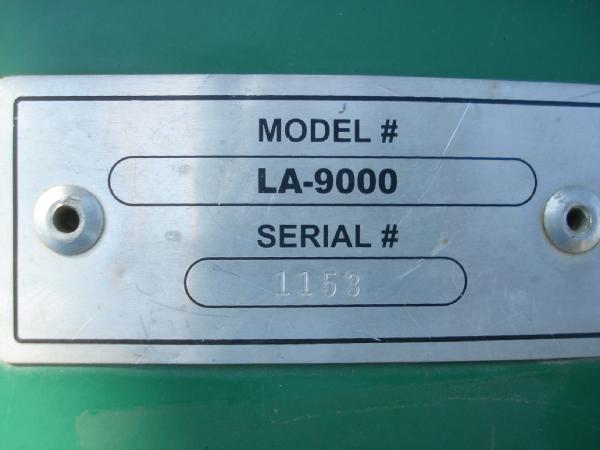 MODEL #
LA-9000
SERIAL #
1153